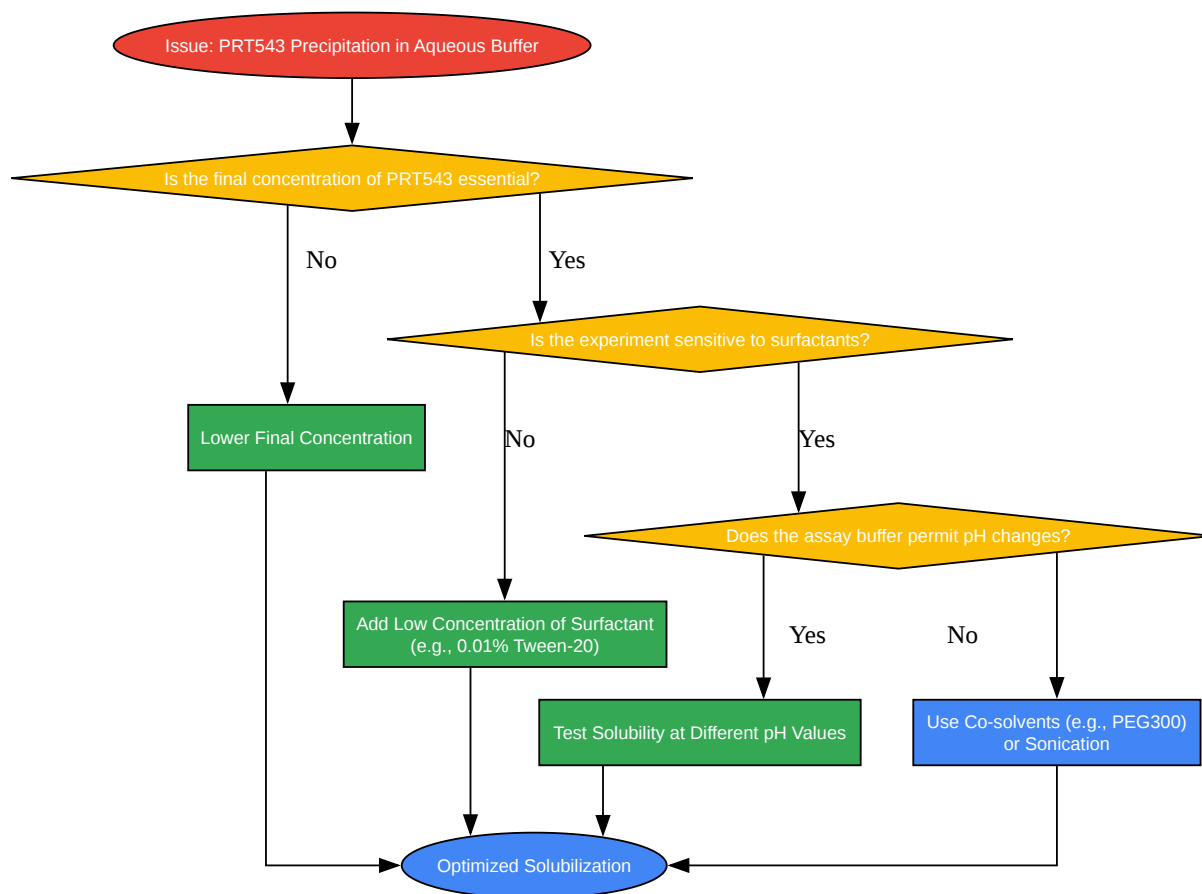 Issue: PRT543 Precipitation in Aqueous Buffer
Is the final concentration of PRT543 essential?
No
Yes
Is the experiment sensitive to surfactants?
Lower Final Concentration
No
Yes
Does the assay buffer permit pH changes?
Add Low Concentration of Surfactant
(e.g., 0.01% Tween-20)
Yes
No
Test Solubility at Different pH Values
Use Co-solvents (e.g., PEG300)
or Sonication
Optimized Solubilization